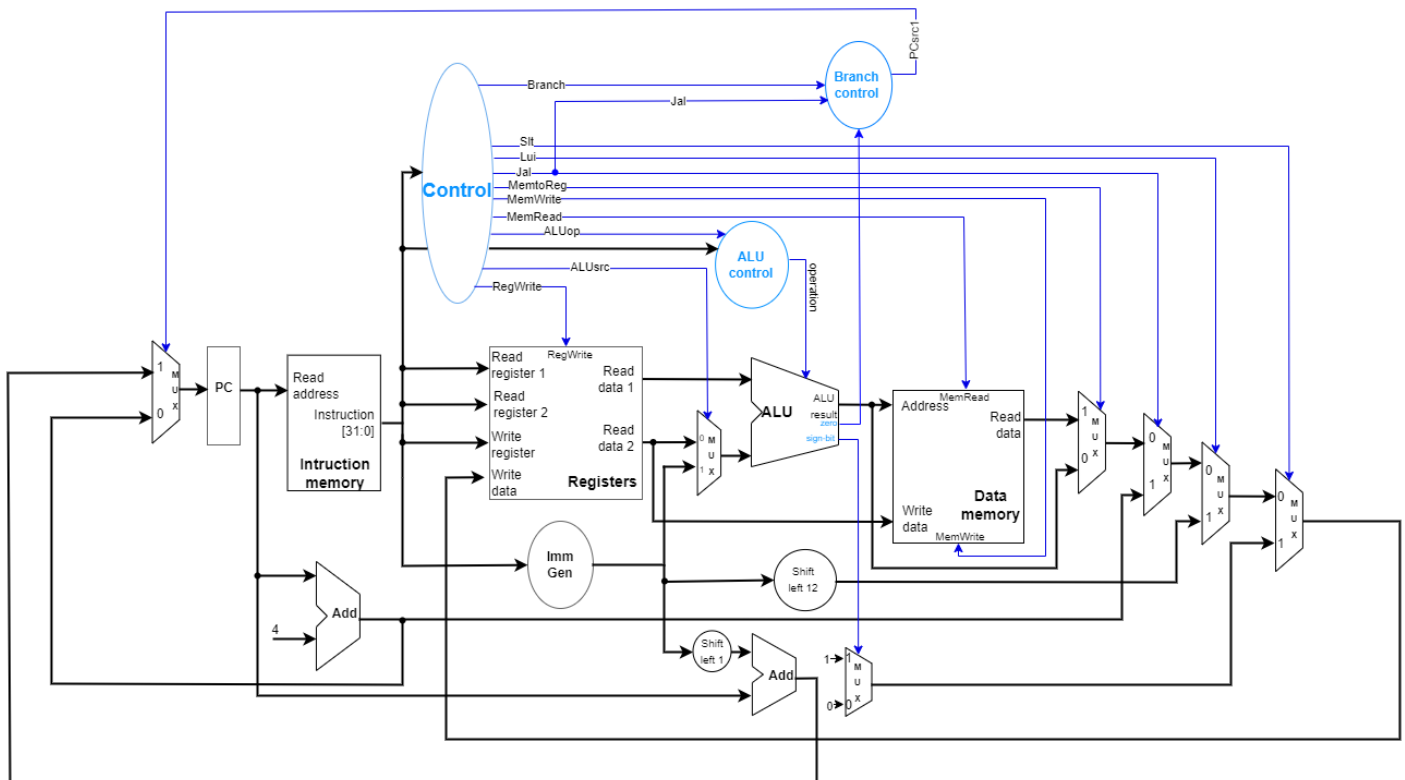 PCsrc1
Branch
control
Branch
Jal
Slt
Lui
Jal
MemtoReg
MemWrite
MemRead
ALUop
Control
ALU
control
operation
ALUsrc
RegWrite
1
M
U
X
0
PC
Read
address
Instruction
[31:0]
Intruction
memory
RegWrite
Read
register 1
Read
data 1
Read
register 2
Write
register
Read
data 2
Write
data
Registers
0
M
U
X
1
ALU
ALU
result
zero
sign-bit
MemRead
Address
Read
data
Write
data
Data
memory
MemWrite
1
M
U
X
0
0
M
U
X
1
0
M
U
X
1
0
M
U
X
1
Imm
Gen
Shift
left 12
Add
4
Shift
left 1
Add
1
1
M
U
X
0
0